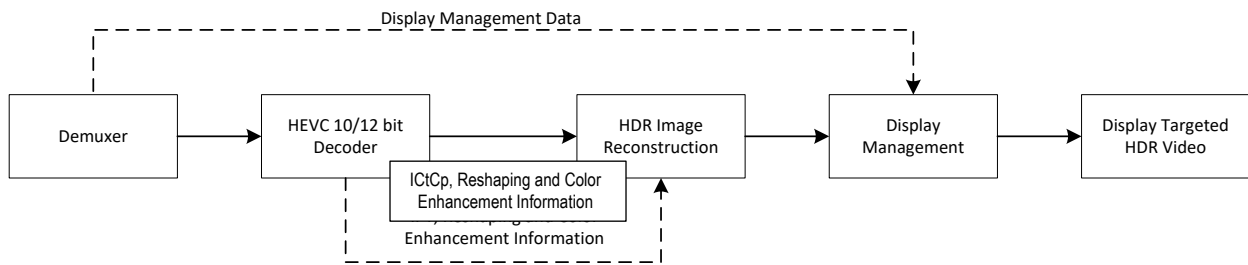 Display Management Data
Demuxer
HEVC 10/12 bit
Decoder
HDR Image
Reconstruction
Display
Management
Display Targeted
HDR Video
ICtCp, Reshaping and Color
Enhancement Information
Enhancement Information